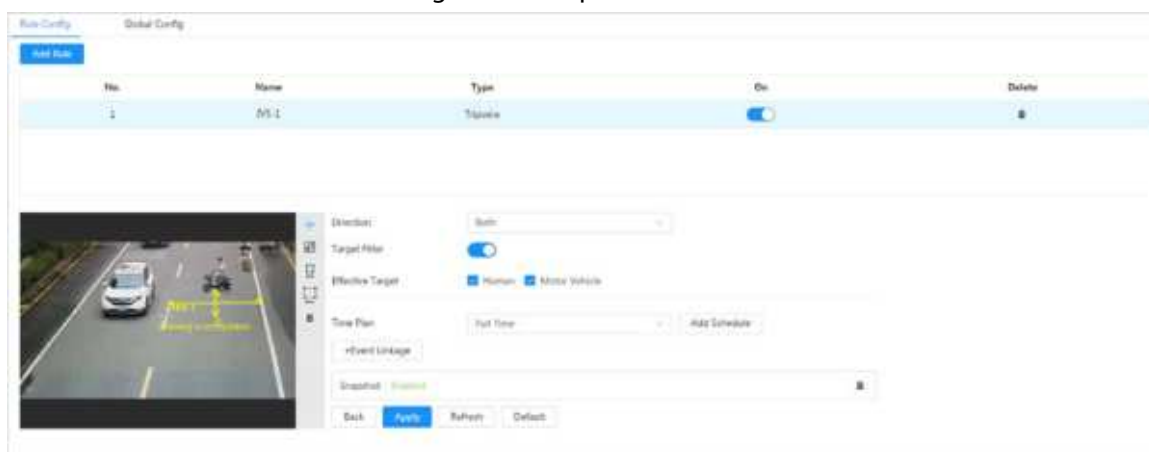 Rule Config Global Config
Add Rule
No. Name Type On Delete
1 IVS-1 Tripwire
Direction Both
Target Filter
Effective Target Human Motor Vehicle
IVS-1
Time Plan Full Time Add Schedule
+Event Linkage
Snapshot Enabled
Back Apply Refresh Default